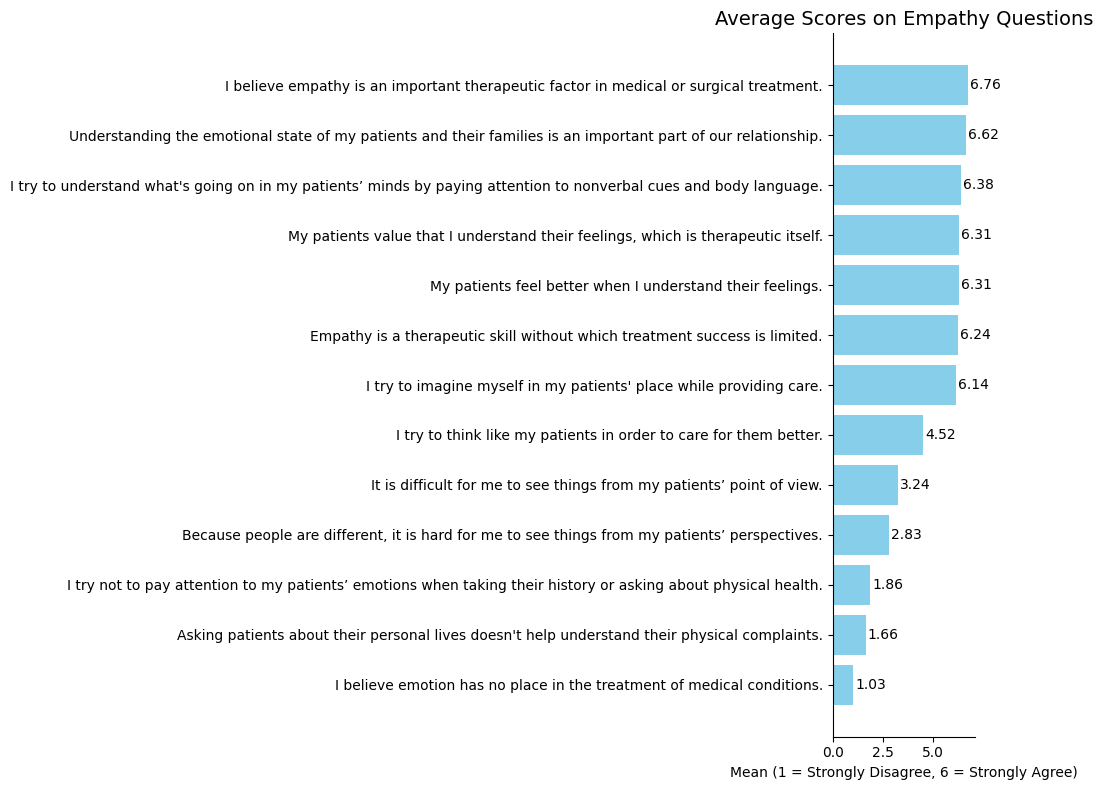 Average Scores on Empathy Questions
I believe empathy is an important therapeutic factor in medical or surgical treatment. 6.76
Understanding the emotional state of my patients and their families is an important part of our relationship. 6.62
I try to understand what's going on in my patients’ minds by paying attention to nonverbal cues and body language. 6.38
My patients value that I understand their feelings, which is therapeutic itself. 6.31
My patients feel better when I understand their feelings. 6.31
Empathy is a therapeutic skill without which treatment success is limited. 6.24
I try to imagine myself in my patients' place while providing care. 6.14
I try to think like my patients in order to care for them better. 4.52
It is difficult for me to see things from my patients’ point of view. 3.24
Because people are different, it is hard for me to see things from my patients’ perspectives. 2.83
I try not to pay attention to my patients’ emotions when taking their history or asking about physical health. 1.86
Asking patients about their personal lives doesn't help understand their physical complaints. 1.66
I believe emotion has no place in the treatment of medical conditions. 1.03
0.0 2.5 5.0
Mean (1 = Strongly Disagree, 6 = Strongly Agree)